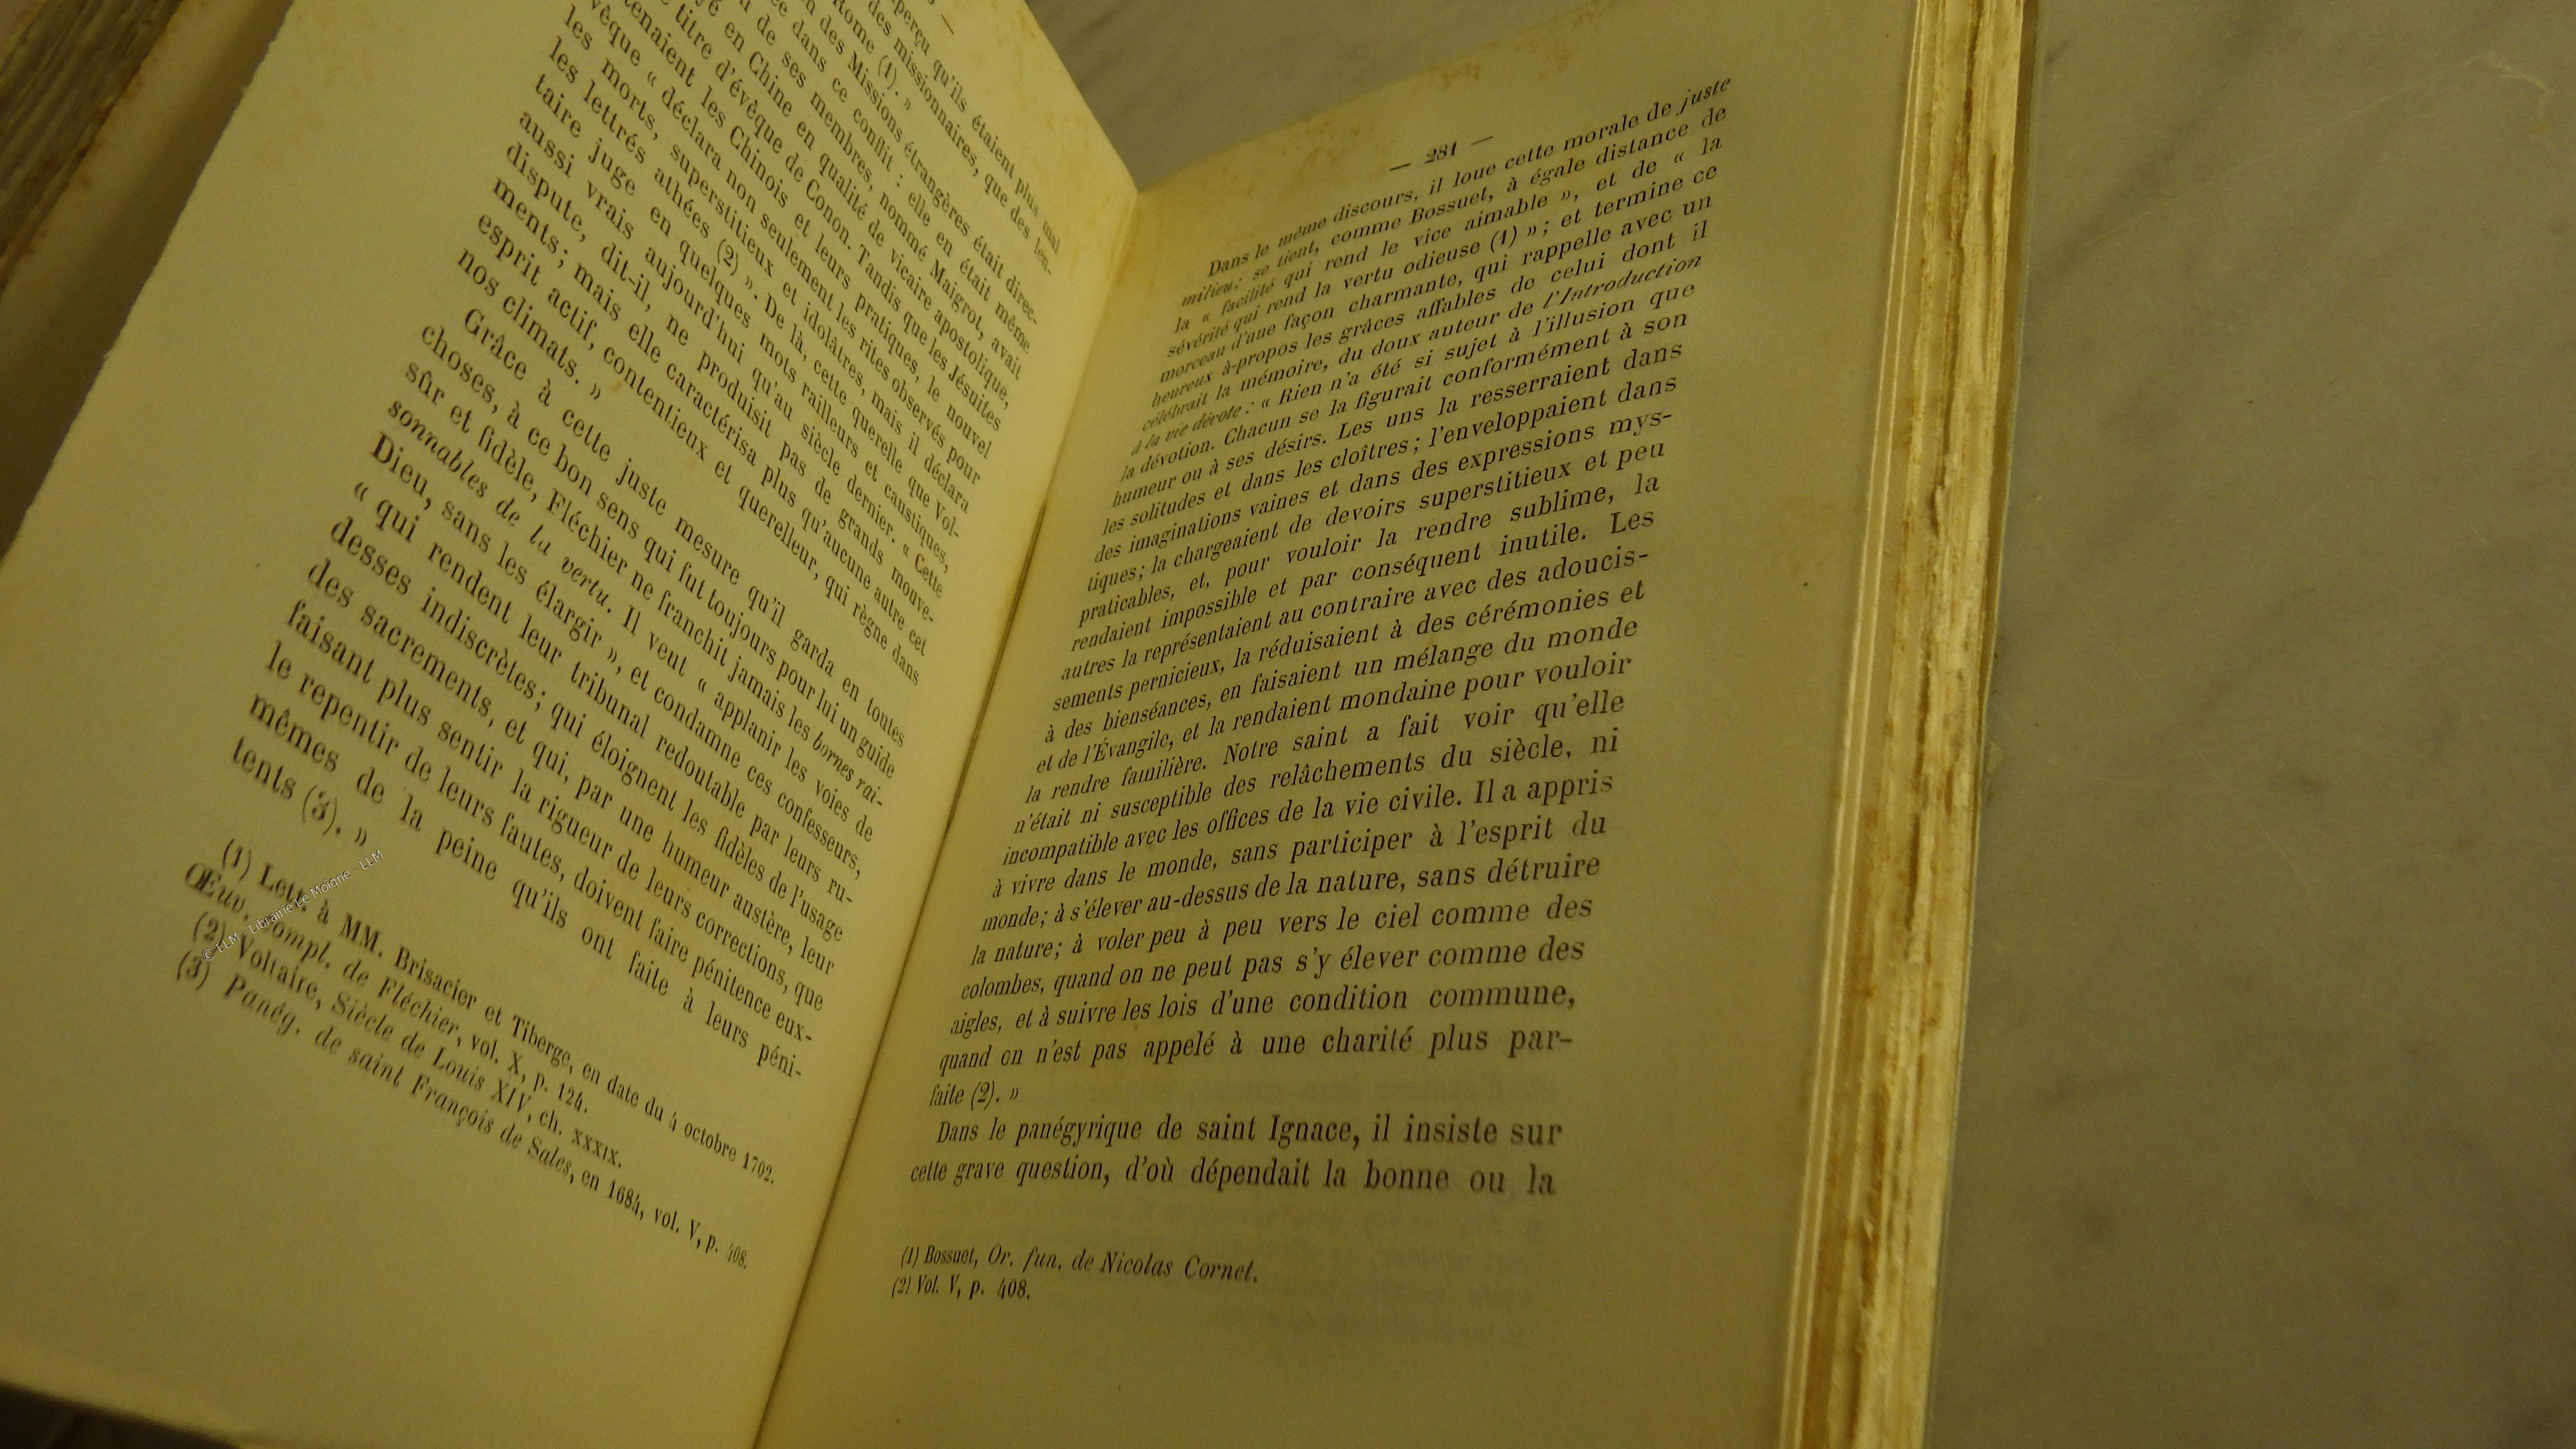 perçu qu'ils étaient plus mal
des missionnaires, que des len-
Rome (1). »
des Missions étrangères était direc-
dans ce conflit : elle en était même
de ses membres, nommé Maigrot, avait
en Chine en qualité de vicaire apostolique,
titre d'évêque de Conon. Tandis que les Jésuites
tenaient les Chinois et leurs pratiques, le nouvel
évêque « déclara non seulement les rites observés pour
les morts, superstitieux et idolâtres, mais il déclara
les lettrés athées (2) ». De là, cette querelle que Vol-
taire juge en quelques mots railleurs et caustiques,
aussi vrais aujourd'hui qu'au siècle dernier. « Cette
dispute, dit-il, ne produisit pas de grands mouve-
ments; mais elle caractérisa plus qu'aucune autre cet
esprit actif, contentieux et querelleur, qui règne dans
nos climats. »
Grâce à cette juste mesure qu'il garda en toutes
choses, à ce bon sens qui fut toujours pour lui un guide
sûr et fidèle, Fléchier ne franchit jamais les bornes rai-
sonnables de la vertu. Il veut « applanir les voies de
Dieu, sans les élargir », et condamne ces confesseurs,
« qui rendent leur tribunal redoutable par leurs ru-
desses indiscrètes; qui éloignent les fidèles de l'usage
des sacrements, et qui, par une humeur austère, leur
faisant plus sentir la rigueur de leurs corrections, que
le repentir de leurs fautes, doivent faire pénitence eux-
mêmes de la peine qu'ils ont faite à leurs péni-
tents (3). »
(1) Lett. à MM. Brisacier et Tiberge, en date du 4 octobre 1702.
Œuv. compl. de Fléchier, vol. X, p. 124.
(2) Voltaire, Siècle de Louis XIV, ch. XXXIX.
(3) Panég. de saint François de Sales, en 1684, vol. V, p. 408.
© LLM - Librairie Le Moigne - LLM
— 281 —
Dans le même discours, il loue cette morale de juste
milieu; se tient, comme Bossuet, à égale distance de
la « facilité qui rend le vice aimable », et de « la
sévérité qui rend la vertu odieuse (1) »; et termine ce
morceau d'une façon charmante, qui rappelle avec un
heureux à-propos les grâces affables de celui dont il
célébrait la mémoire, du doux auteur de l'Introduction
à la vie dévote : « Rien n'a été si sujet à l'illusion que
la dévotion. Chacun se la figurait conformément à son
humeur ou à ses désirs. Les uns la resserraient dans
les solitudes et dans les cloîtres; l'enveloppaient dans
des imaginations vaines et dans des expressions mys-
tiques; la chargeaient de devoirs superstitieux et peu
praticables, et, pour vouloir la rendre sublime, la
rendaient impossible et par conséquent inutile. Les
autres la représentaient au contraire avec des adoucis-
sements pernicieux, la réduisaient à des cérémonies et
à des bienséances, en faisaient un mélange du monde
et de l'Évangile, et la rendaient mondaine pour vouloir
la rendre familière. Notre saint a fait voir qu'elle
n'était ni susceptible des relâchements du siècle, ni
incompatible avec les offices de la vie civile. Il a appris
à vivre dans le monde, sans participer à l'esprit du
monde; à s'élever au-dessus de la nature, sans détruire
la nature; à voler peu à peu vers le ciel comme des
colombes, quand on ne peut pas s'y élever comme des
aigles, et à suivre les lois d'une condition commune,
quand on n'est pas appelé à une charité plus par-
faite (2). »
Dans le panégyrique de saint Ignace, il insiste sur
cette grave question, d'où dépendait la bonne ou la
(1) Bossuet, Or. fun. de Nicolas Cornet.
(2) Vol. V, p. 408.